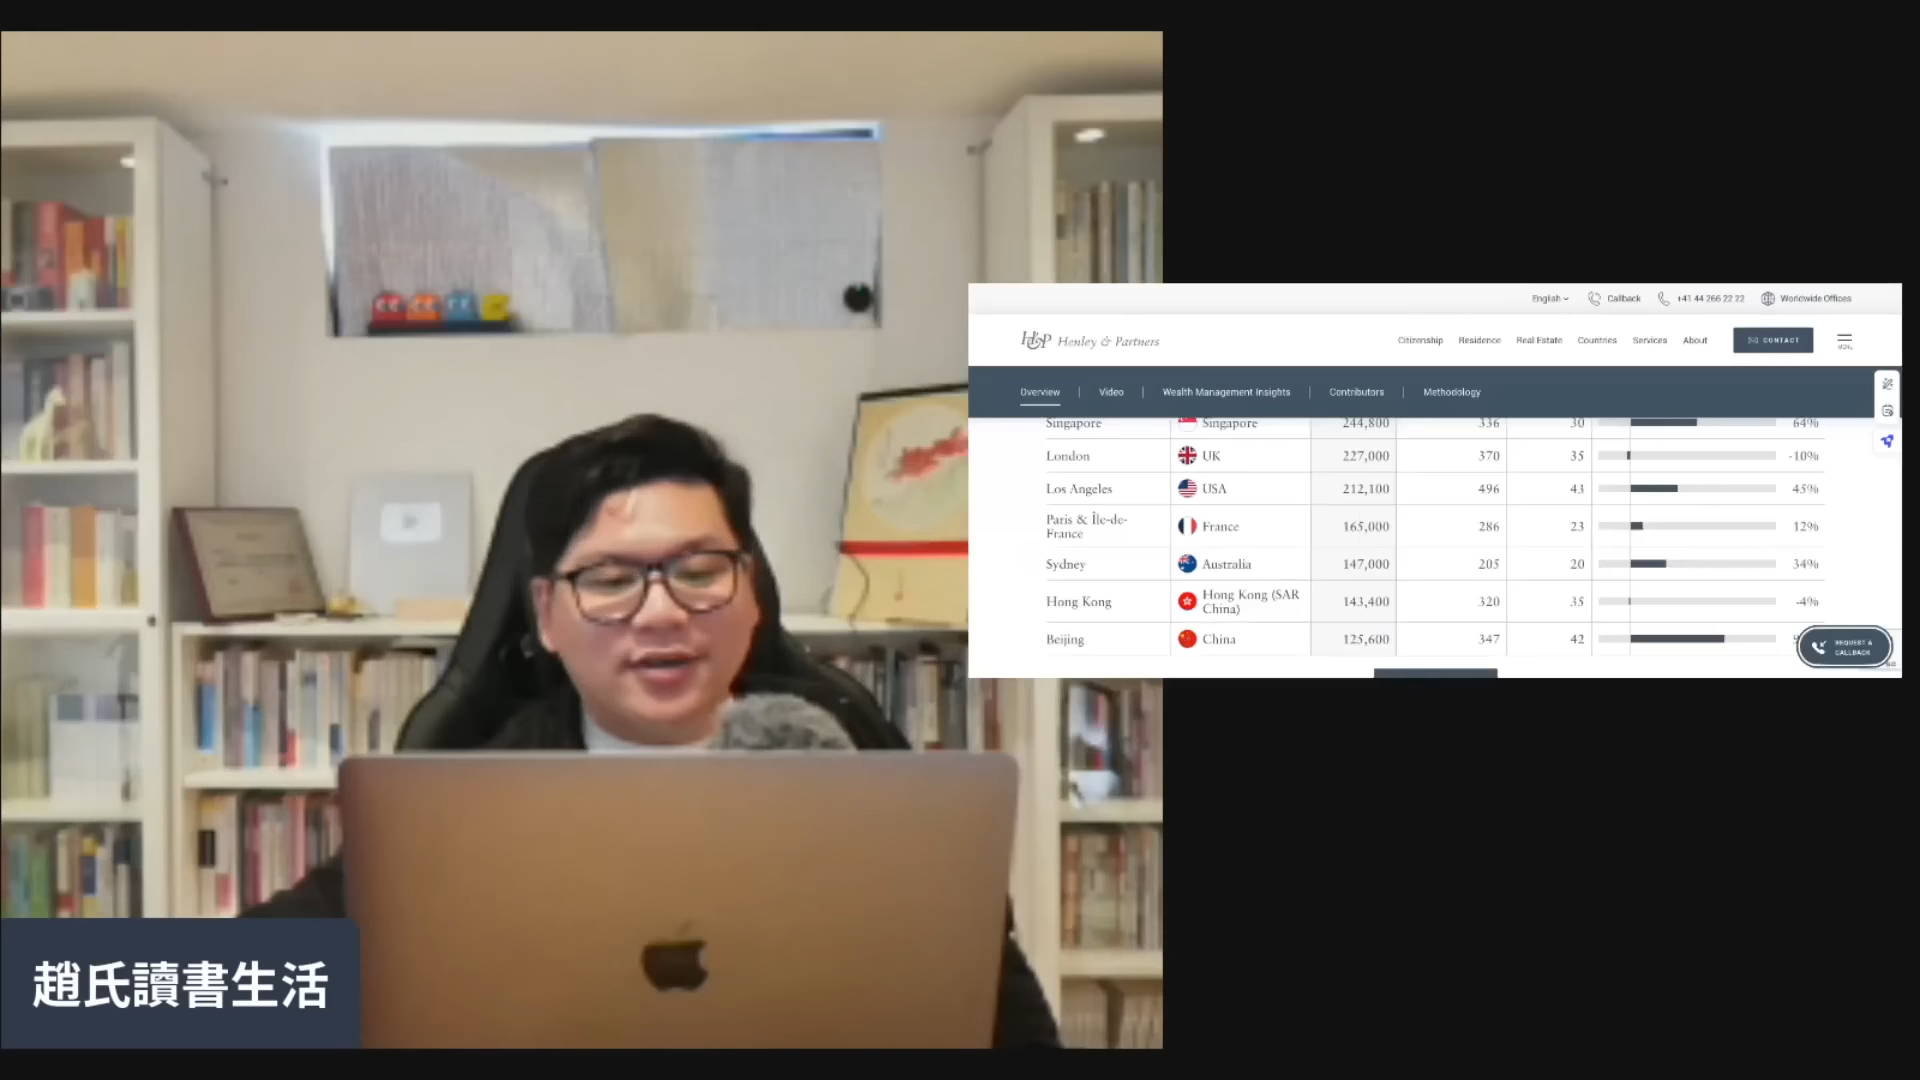 English
Callback
+41 44 266 22 22
Worldwide Offices
H&P Henley & Partners
Citizenship
Residence
Real Estate
Countries
Services
About
CONTACT
MENU
Overview | Video | Wealth Management Insights | Contributors | Methodology
Singapore Singapore 244,800 336 30 64%
London UK 227,000 370 35 -10%
Los Angeles USA 212,100 496 43 45%
Paris & Île-de-
France France 165,000 286 23 12%
Sydney Australia 147,000 205 20 34%
Hong Kong Hong Kong (SAR
China) 143,400 320 35 -4%
Beijing China 125,600 347 42
REQUEST A
CALLBACK
趙氏讀書生活